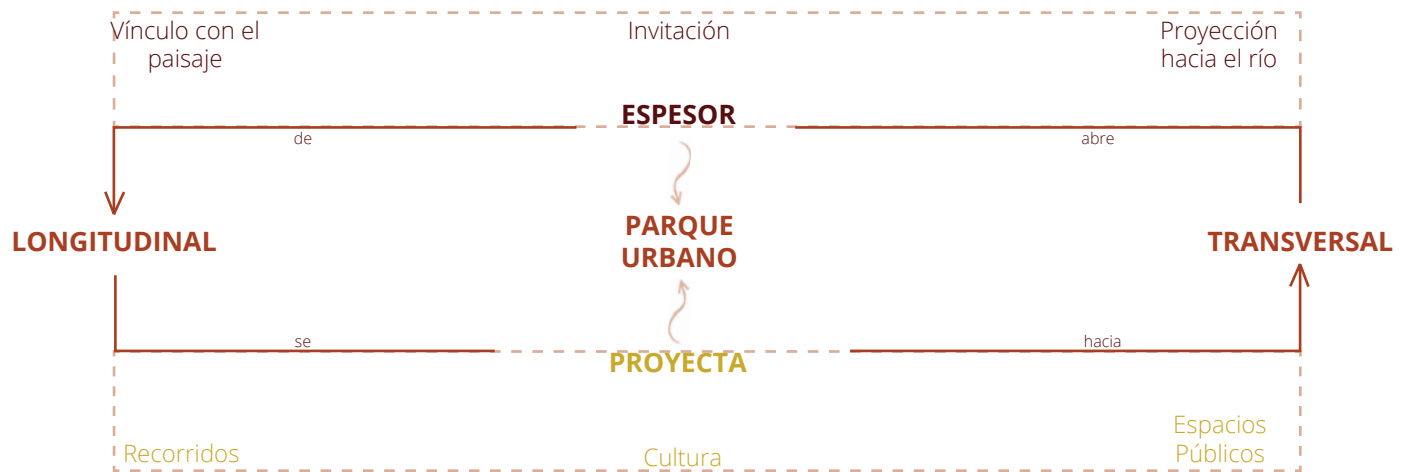 Vínculo con el
paisaje
Invitación
Proyección
hacia el río
ESPESOR
de
abre
LONGITUDINAL
PARQUE
URBANO
TRANSVERSAL
se
hacia
PROYECTA
Recorridos
Cultura
Espacios
Públicos